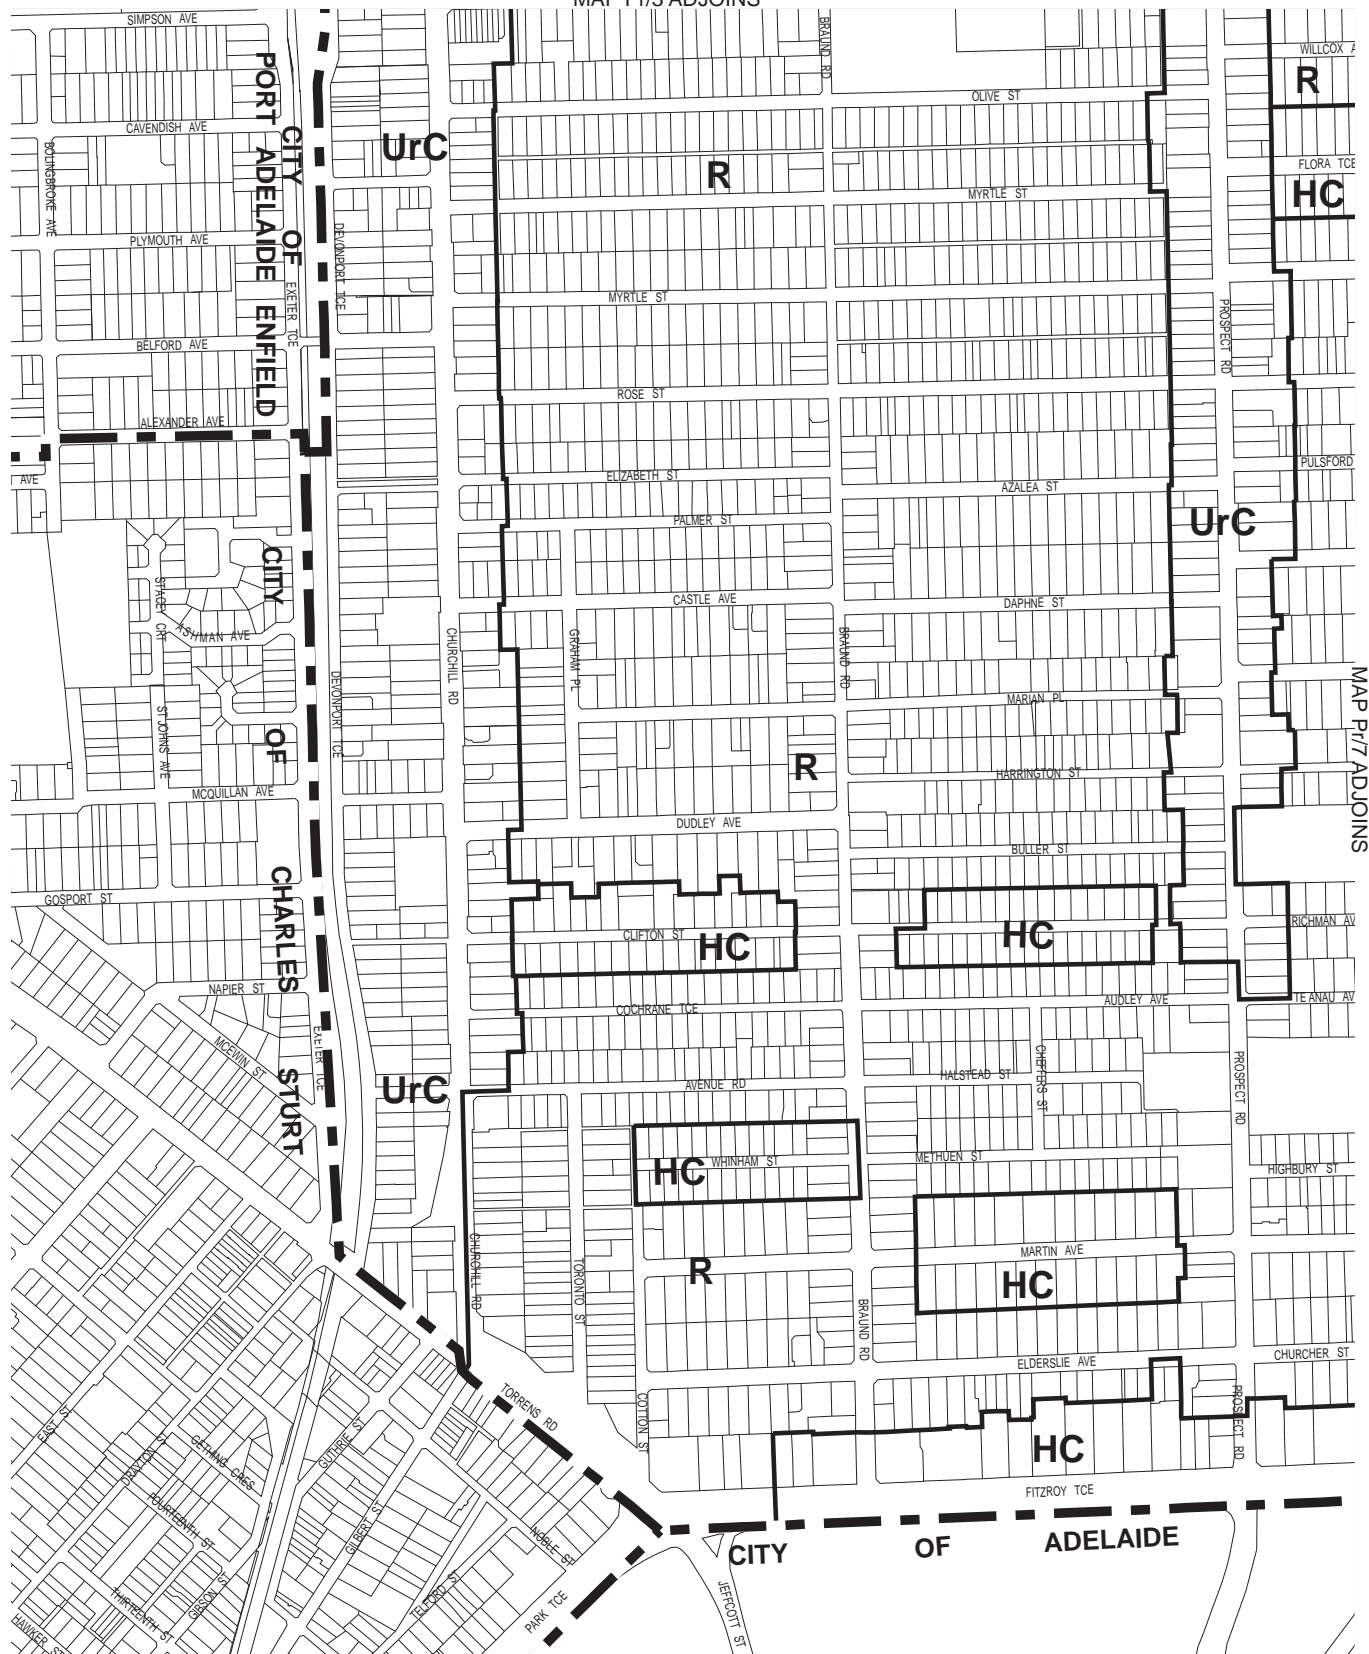 MAP Pr/5 ADJOINS
SIMPSON AVE
BRAUND RD
WILLCOX A
R
OLIVE ST
PORT ADELAIDE ENFIELD
CITY OF
CAVENDISH AVE
UrC
BOLINGBROKE AVE
R
FLORA TCE
HC
MYRTLE ST
PLYMOUTH AVE
DEVONPORT TCE
EXETER TCE
MYRTLE ST
PROSPECT RD
BELFORD AVE
ROSE ST
ALEXANDER AVE
T AVE
ELIZABETH ST
AZALEA ST
PULSFORD
PALMER ST
UrC
CITY OF CHARLES STURT
STACEY CRT
CASTLE AVE
DAPHNE ST
ASHMAN AVE
CHURCHILL RD
GRAHAM PL
BRAUND RD
MAP Pr/7 ADJOINS
DEVONPORT TCE
MARIAN PL
ST JOHNS AVE
R
HARRINGTON ST
MCQUILLAN AVE
DUDLEY AVE
BULLER ST
GOSPORT ST
RICHMAN AVE
CLIFTON ST
HC
HC
NAPIER ST
COCHRANE TCE
AUDLEY AVE
TE ANAU AV
MCEWIN ST
EXETER TCE
CHEFFERS ST
PROSPECT RD
UrC
AVENUE RD
HALSTEAD ST
HC
WHINHAM ST
METHUEN ST
HIGHBURY ST
CHURCHILL RD
TORONTO ST
R
MARTIN AVE
HC
BRAUND RD
ELDERSLIE AVE
CHURCHER ST
TORRENS RD
COTTON ST
PROSPECT RD
EAST ST
DRAYTON ST
GETHING CRES
GUTHRIE ST
HC
FITZROY TCE
FOURTEENTH ST
GILBERT ST
NOBLE ST
CITY OF ADELAIDE
THIRTEENTH ST
GIBSON ST
TELFORD ST
PARK TCE
JEFFCOTT ST
HAWKER ST